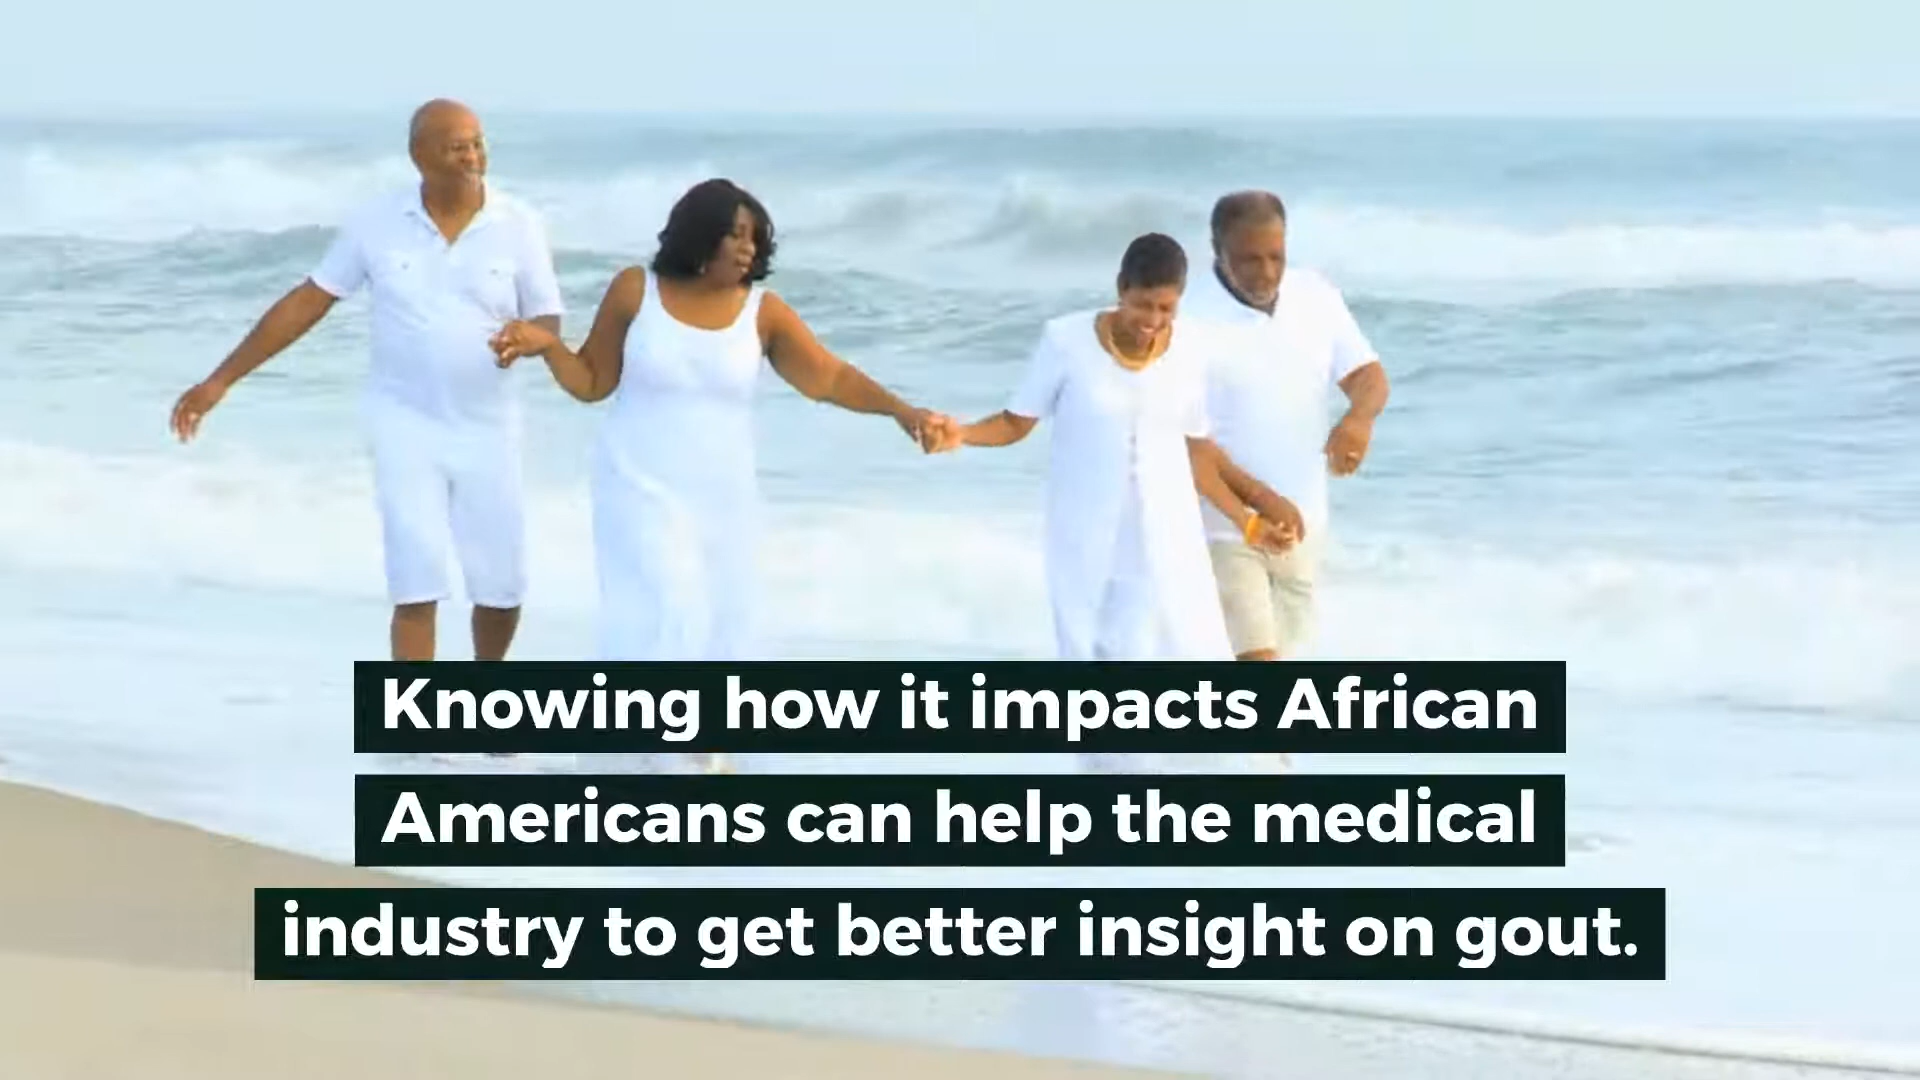 Knowing how it impacts African
Americans can help the medical
industry to get better insight on gout.